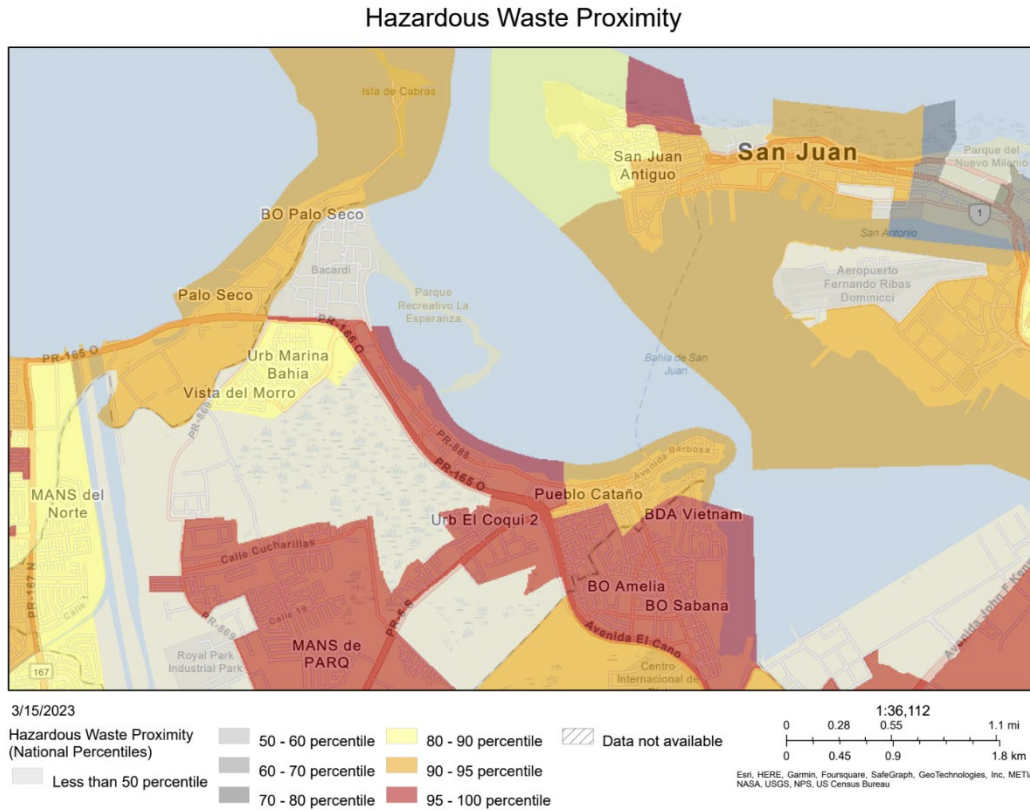 Hazardous Waste Proximity
Isla de Cabras
San Juan
Antiguo
San Juan
Parque del
Nuevo Milenio
1
San Antonio
BO Palo Seco
Bacardi
Aeropuerto
Fernando Ribas
Dominicci
Palo Seco
Parque
Recreativo La
Esperanza
PR-165 O
PR-165 O
Bahia de San
Juan
Urb Marina
Bahia
Vista del Morro
PR-869
PR-888
PR-165 O
Avenida Barbosa
MANS del
Norte
Pueblo Cataño
Urb El Coqui 2
BDA Vietnam
Calle Cucharillas
BO Amelia
BO Sabana
PR-167 N
PR-869
Calle 19
PR-5 S
MANS de
PARQ
Avenida El Cano
Royal Park
Industrial Park
167
Centro
Internacional de
3/15/2023
Hazardous Waste Proximity
(National Percentiles)
Less than 50 percentile
50 - 60 percentile
60 - 70 percentile
70 - 80 percentile
80 - 90 percentile
90 - 95 percentile
95 - 100 percentile
Data not available
1:36,112
0 0.28 0.55 1.1 mi
0 0.45 0.9 1.8 km
Esri, HERE, Garmin, Foursquare, SafeGraph, GeoTechnologies, Inc, METI/
NASA, USGS, NPS, US Census Bureau